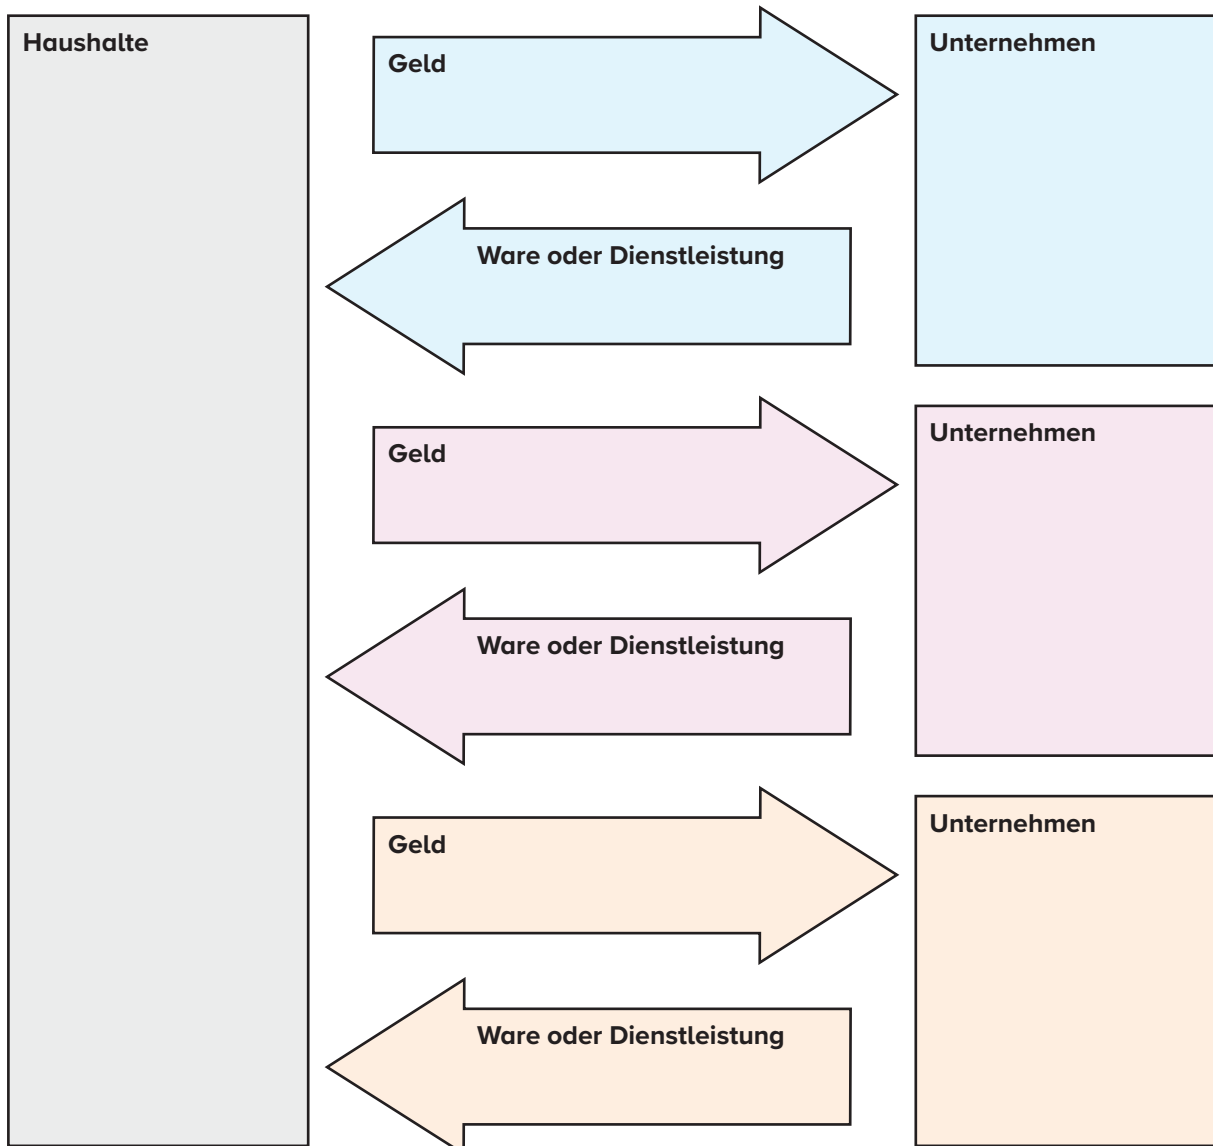 Haushalte
Geld
Unternehmen
Ware oder Dienstleistung
Geld
Unternehmen
Ware oder Dienstleistung
Geld
Unternehmen
Ware oder Dienstleistung